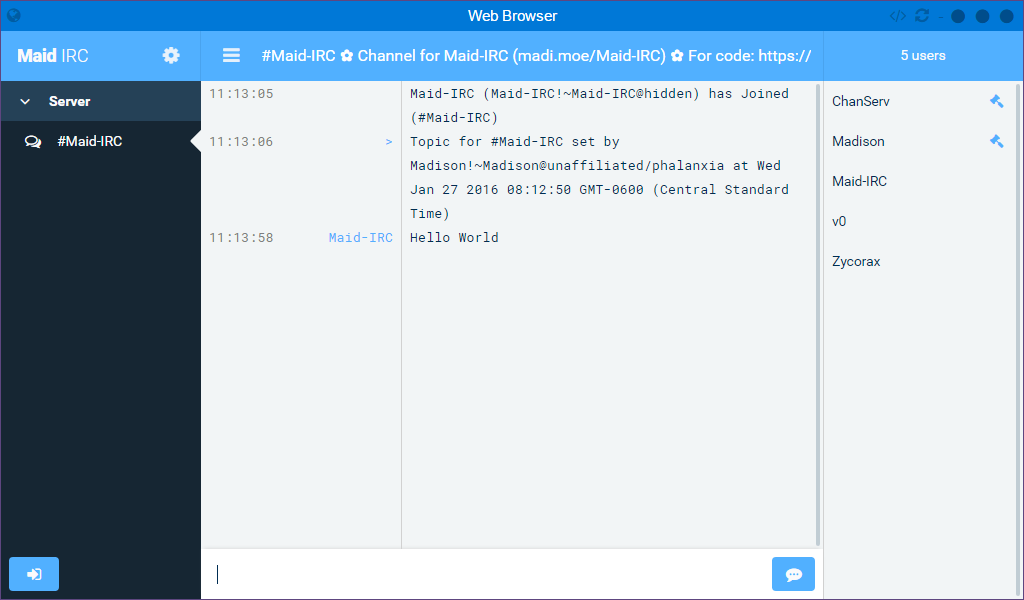 Web Browser
Maid IRC
#Maid-IRC ✿ Channel for Maid-IRC (madi.moe/Maid-IRC) ✿ For code: https://
5 users
Server
#Maid-IRC
11:13:05 Maid-IRC (Maid-IRC!~Maid-IRC@hidden) has Joined
(#Maid-IRC)
11:13:06 > Topic for #Maid-IRC set by
Madison!~Madison@unaffiliated/phalanxia at Wed
Jan 27 2016 08:12:50 GMT-0600 (Central Standard
Time)
11:13:58 Maid-IRC Hello World
ChanServ
Madison
Maid-IRC
v0
Zycorax